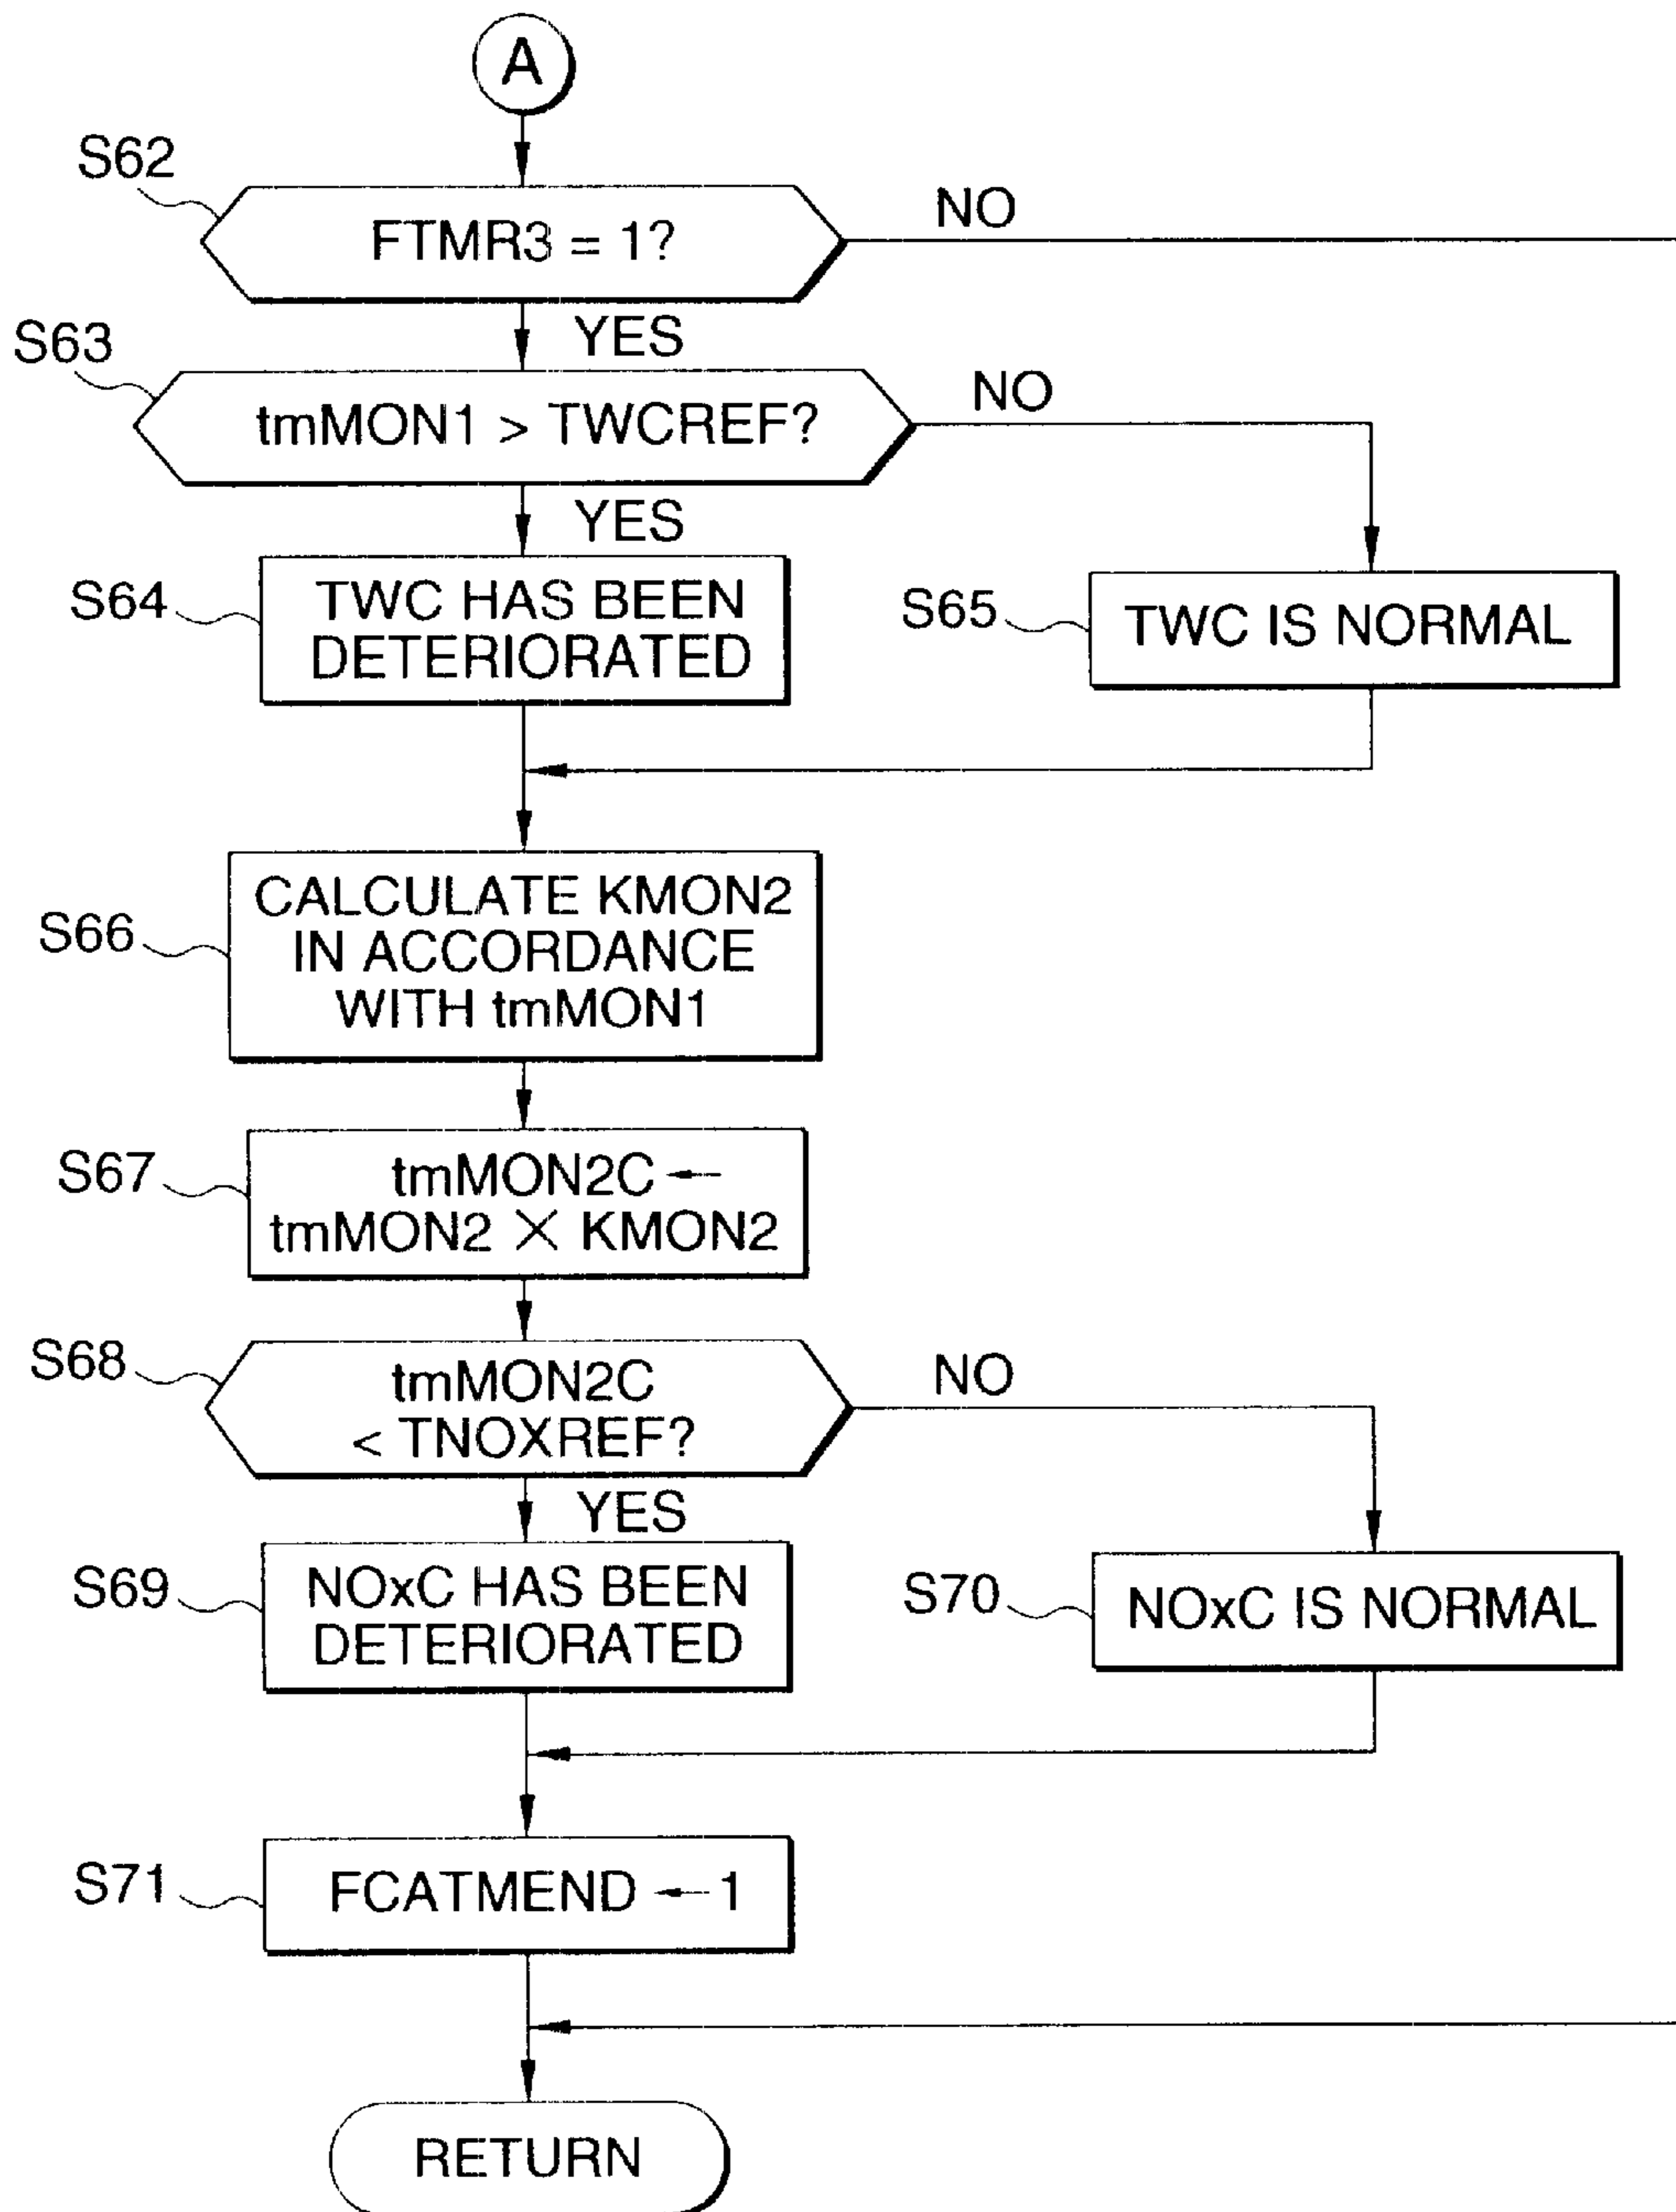 A
S62
FTMR3 = 1?
NO
YES
S63
tmMON1 > TWCREF?
NO
YES
S64
TWC HAS BEEN
DETERIORATED
S65
TWC IS NORMAL
S66
CALCULATE KMON2
IN ACCORDANCE
WITH tmMON1
S67
tmMON2C ←
tmMON2 × KMON2
S68
tmMON2C
< TNOXREF?
NO
YES
S69
NOxC HAS BEEN
DETERIORATED
S70
NOxC IS NORMAL
S71
FCATMEND ← 1
RETURN